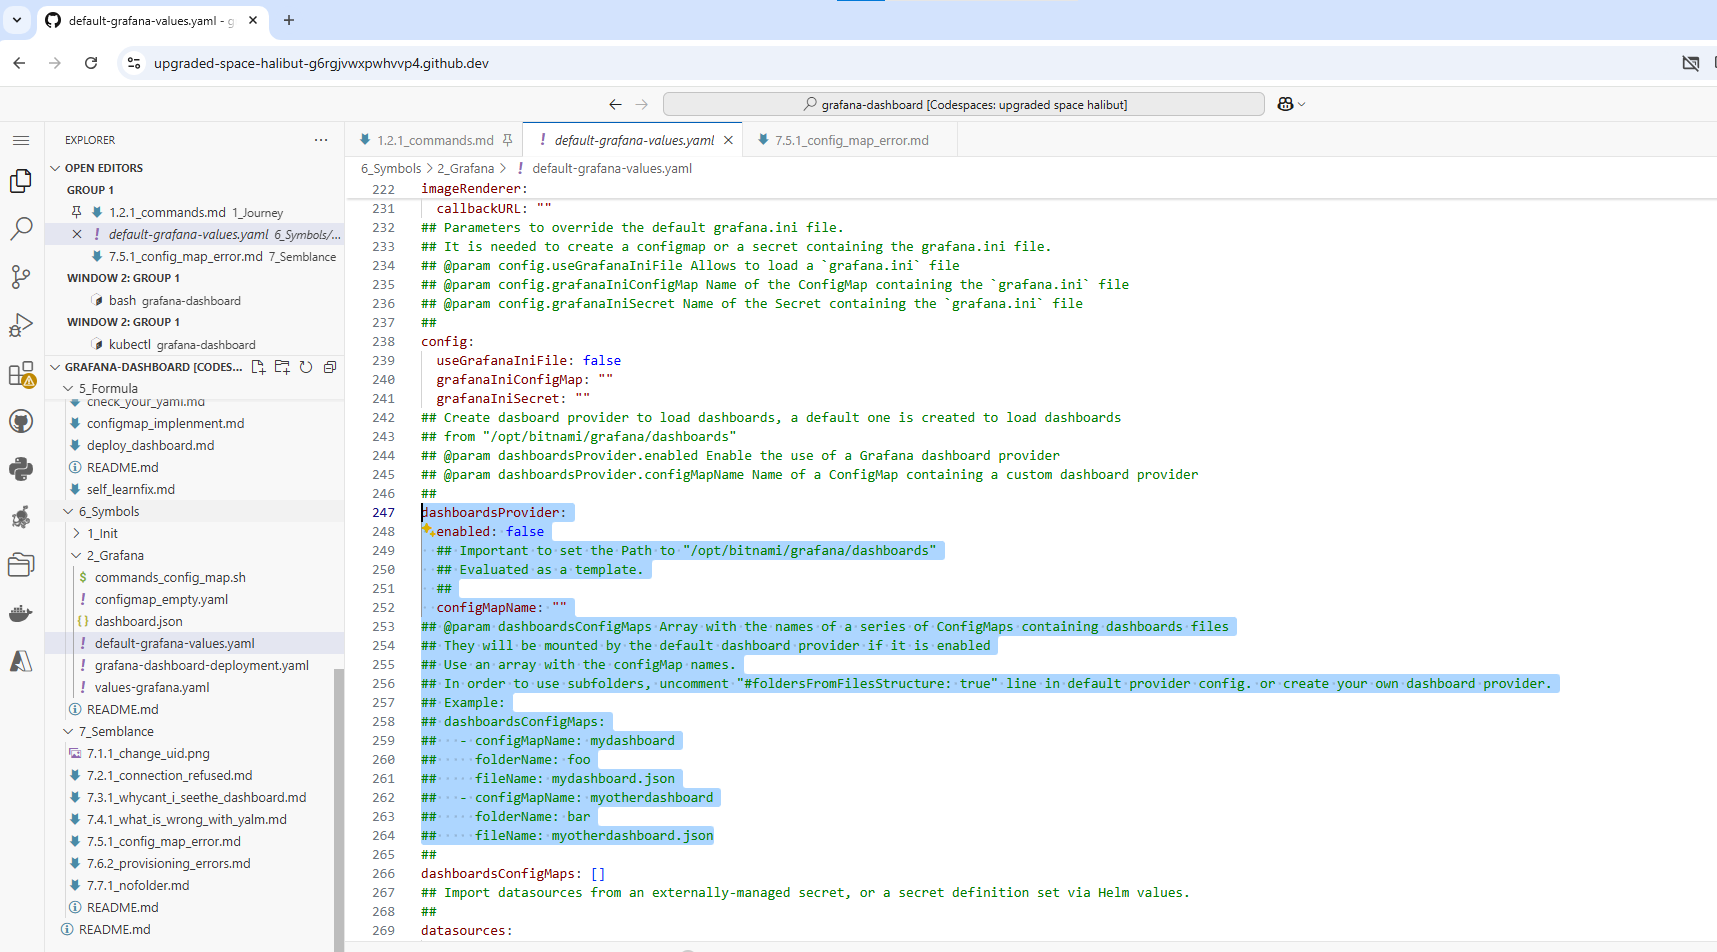 default-grafana-values.yaml - g
upgraded-space-halibut-g6rgjvwxpwhvvp4.github.dev
grafana-dashboard [Codespaces: upgraded space halibut]
EXPLORER
OPEN EDITORS
GROUP 1
1.2.1_commands.md 1_Journey
default-grafana-values.yaml 6_Symbols/...
7.5.1_config_map_error.md 7_Semblance
WINDOW 2: GROUP 1
bash grafana-dashboard
WINDOW 2: GROUP 1
kubectl grafana-dashboard
GRAFANA-DASHBOARD [CODES...
5_Formula
check_your_yaml.md
configmap_implenment.md
deploy_dashboard.md
README.md
self_learnfix.md
6_Symbols
1_Init
2_Grafana
commands_config_map.sh
configmap_empty.yaml
dashboard.json
default-grafana-values.yaml
grafana-dashboard-deployment.yaml
values-grafana.yaml
README.md
7_Semblance
7.1.1_change_uid.png
7.2.1_connection_refused.md
7.3.1_whycant_i_seethe_dashboard.md
7.4.1_what_is_wrong_with_yalm.md
7.5.1_config_map_error.md
7.6.2_provisioning_errors.md
7.7.1_nofolder.md
README.md
README.md
1.2.1_commands.md
default-grafana-values.yaml
7.5.1_config_map_error.md
6_Symbols > 2_Grafana > ! default-grafana-values.yaml
222 imageRenderer:
231 callbackURL: ""
232 ## Parameters to override the default grafana.ini file.
233 ## It is needed to create a configmap or a secret containing the grafana.ini file.
234 ## @param config.useGrafanaIniFile Allows to load a `grafana.ini` file
235 ## @param config.grafanaIniConfigMap Name of the ConfigMap containing the `grafana.ini` file
236 ## @param config.grafanaIniSecret Name of the Secret containing the `grafana.ini` file
237 ##
238 config:
239 useGrafanaIniFile: false
240 grafanaIniConfigMap: ""
241 grafanaIniSecret: ""
242 ## Create dasboard provider to load dashboards, a default one is created to load dashboards
243 ## from "/opt/bitnami/grafana/dashboards"
244 ## @param dashboardsProvider.enabled Enable the use of a Grafana dashboard provider
245 ## @param dashboardsProvider.configMapName Name of a ConfigMap containing a custom dashboard provider
246 ##
247 dashboardsProvider:
248 enabled: false
249 ## Important to set the Path to "/opt/bitnami/grafana/dashboards"
250 ## Evaluated as a template.
251 ##
252 configMapName: ""
253 ## @param dashboardsConfigMaps Array with the names of a series of ConfigMaps containing dashboards files
254 ## They will be mounted by the default dashboard provider if it is enabled
255 ## Use an array with the configMap names.
256 ## In order to use subfolders, uncomment "#foldersFromFilesStructure: true" line in default provider config. or create your own dashboard provider.
257 ## Example:
258 ## dashboardsConfigMaps:
259 ## - configMapName: mydashboard
260 ## folderName: foo
261 ## fileName: mydashboard.json
262 ## - configMapName: myotherdashboard
263 ## folderName: bar
264 ## fileName: myotherdashboard.json
265 ##
266 dashboardsConfigMaps: []
267 ## Import datasources from an externally-managed secret, or a secret definition set via Helm values.
268 ##
269 datasources: